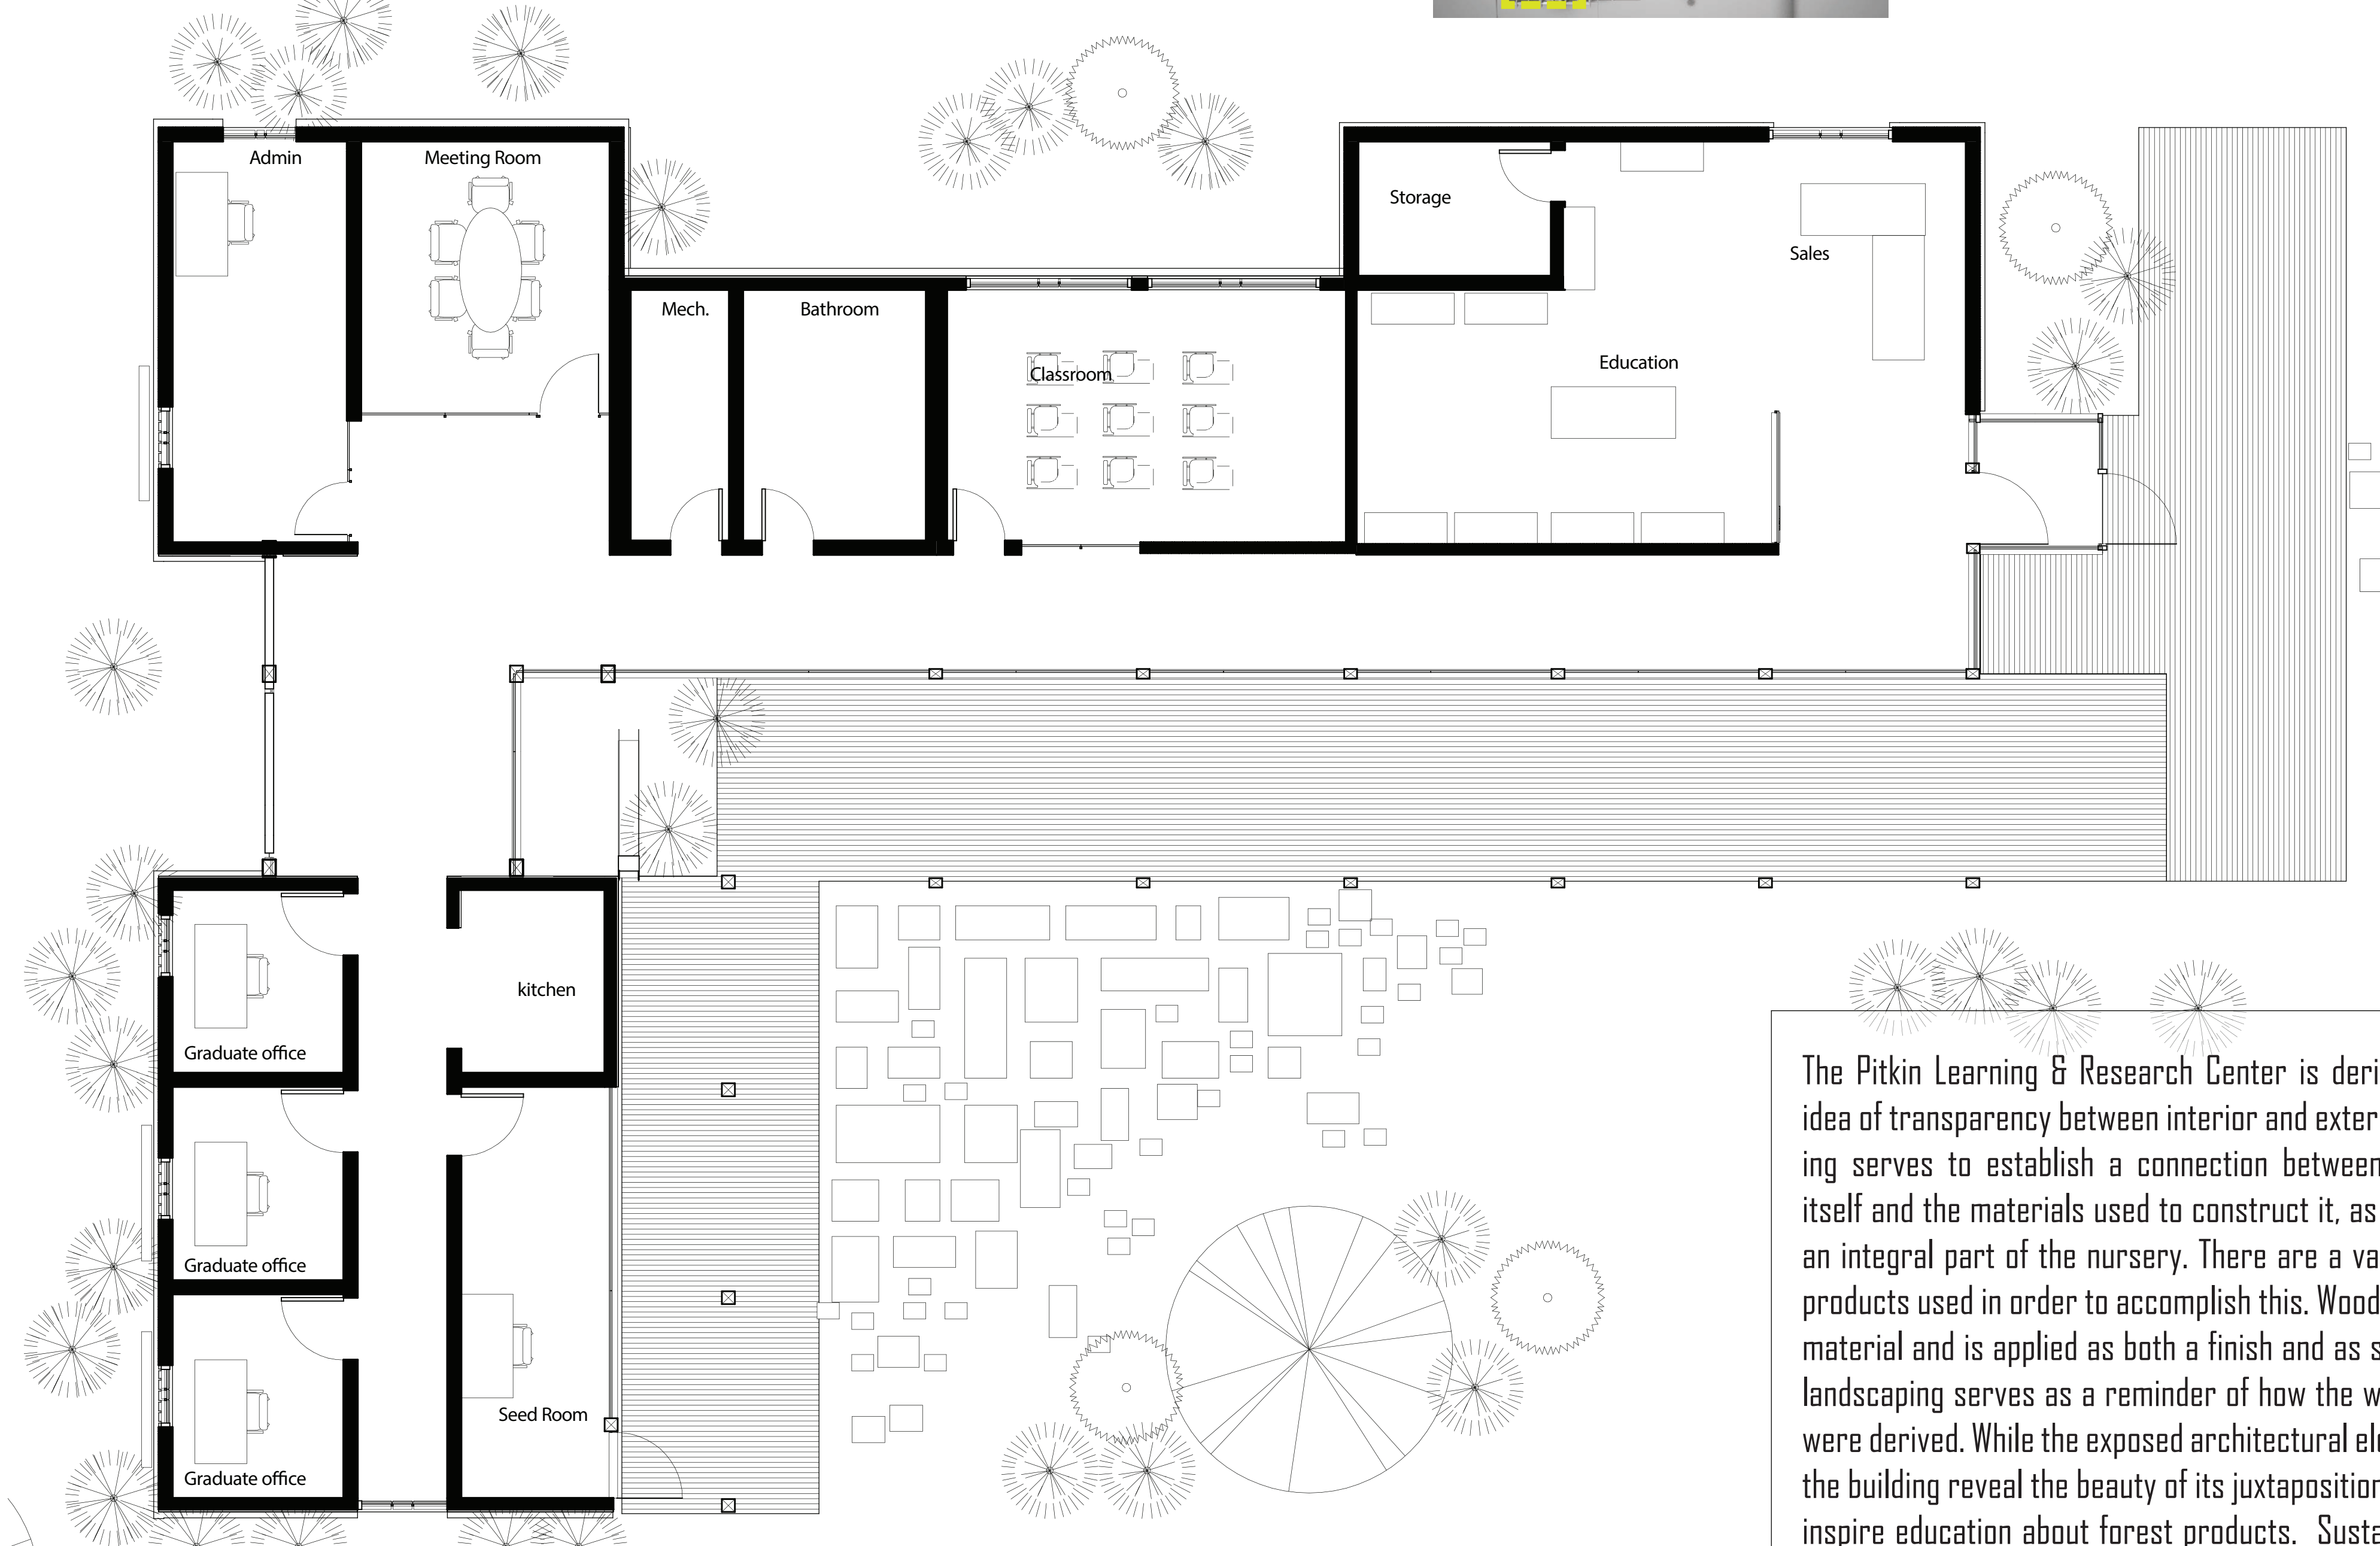 Admin
Meeting Room
Storage
Sales
Mech.
Bathroom
Classroom
Education
kitchen
Graduate office
Graduate office
Seed Room
Graduate office
The Pitkin Learning & Research Center is
idea of transparency between interior and
ing serves to establish a connection between
itself and the materials used to construct it, as
an integral part of the nursery. There are a
products used in order to accomplish this. Wood
material and is applied as both a finish and as
landscaping serves as a reminder of how the
were derived. While the exposed architectural
the building reveal the beauty of its juxtaposition
inspire education about forest products.